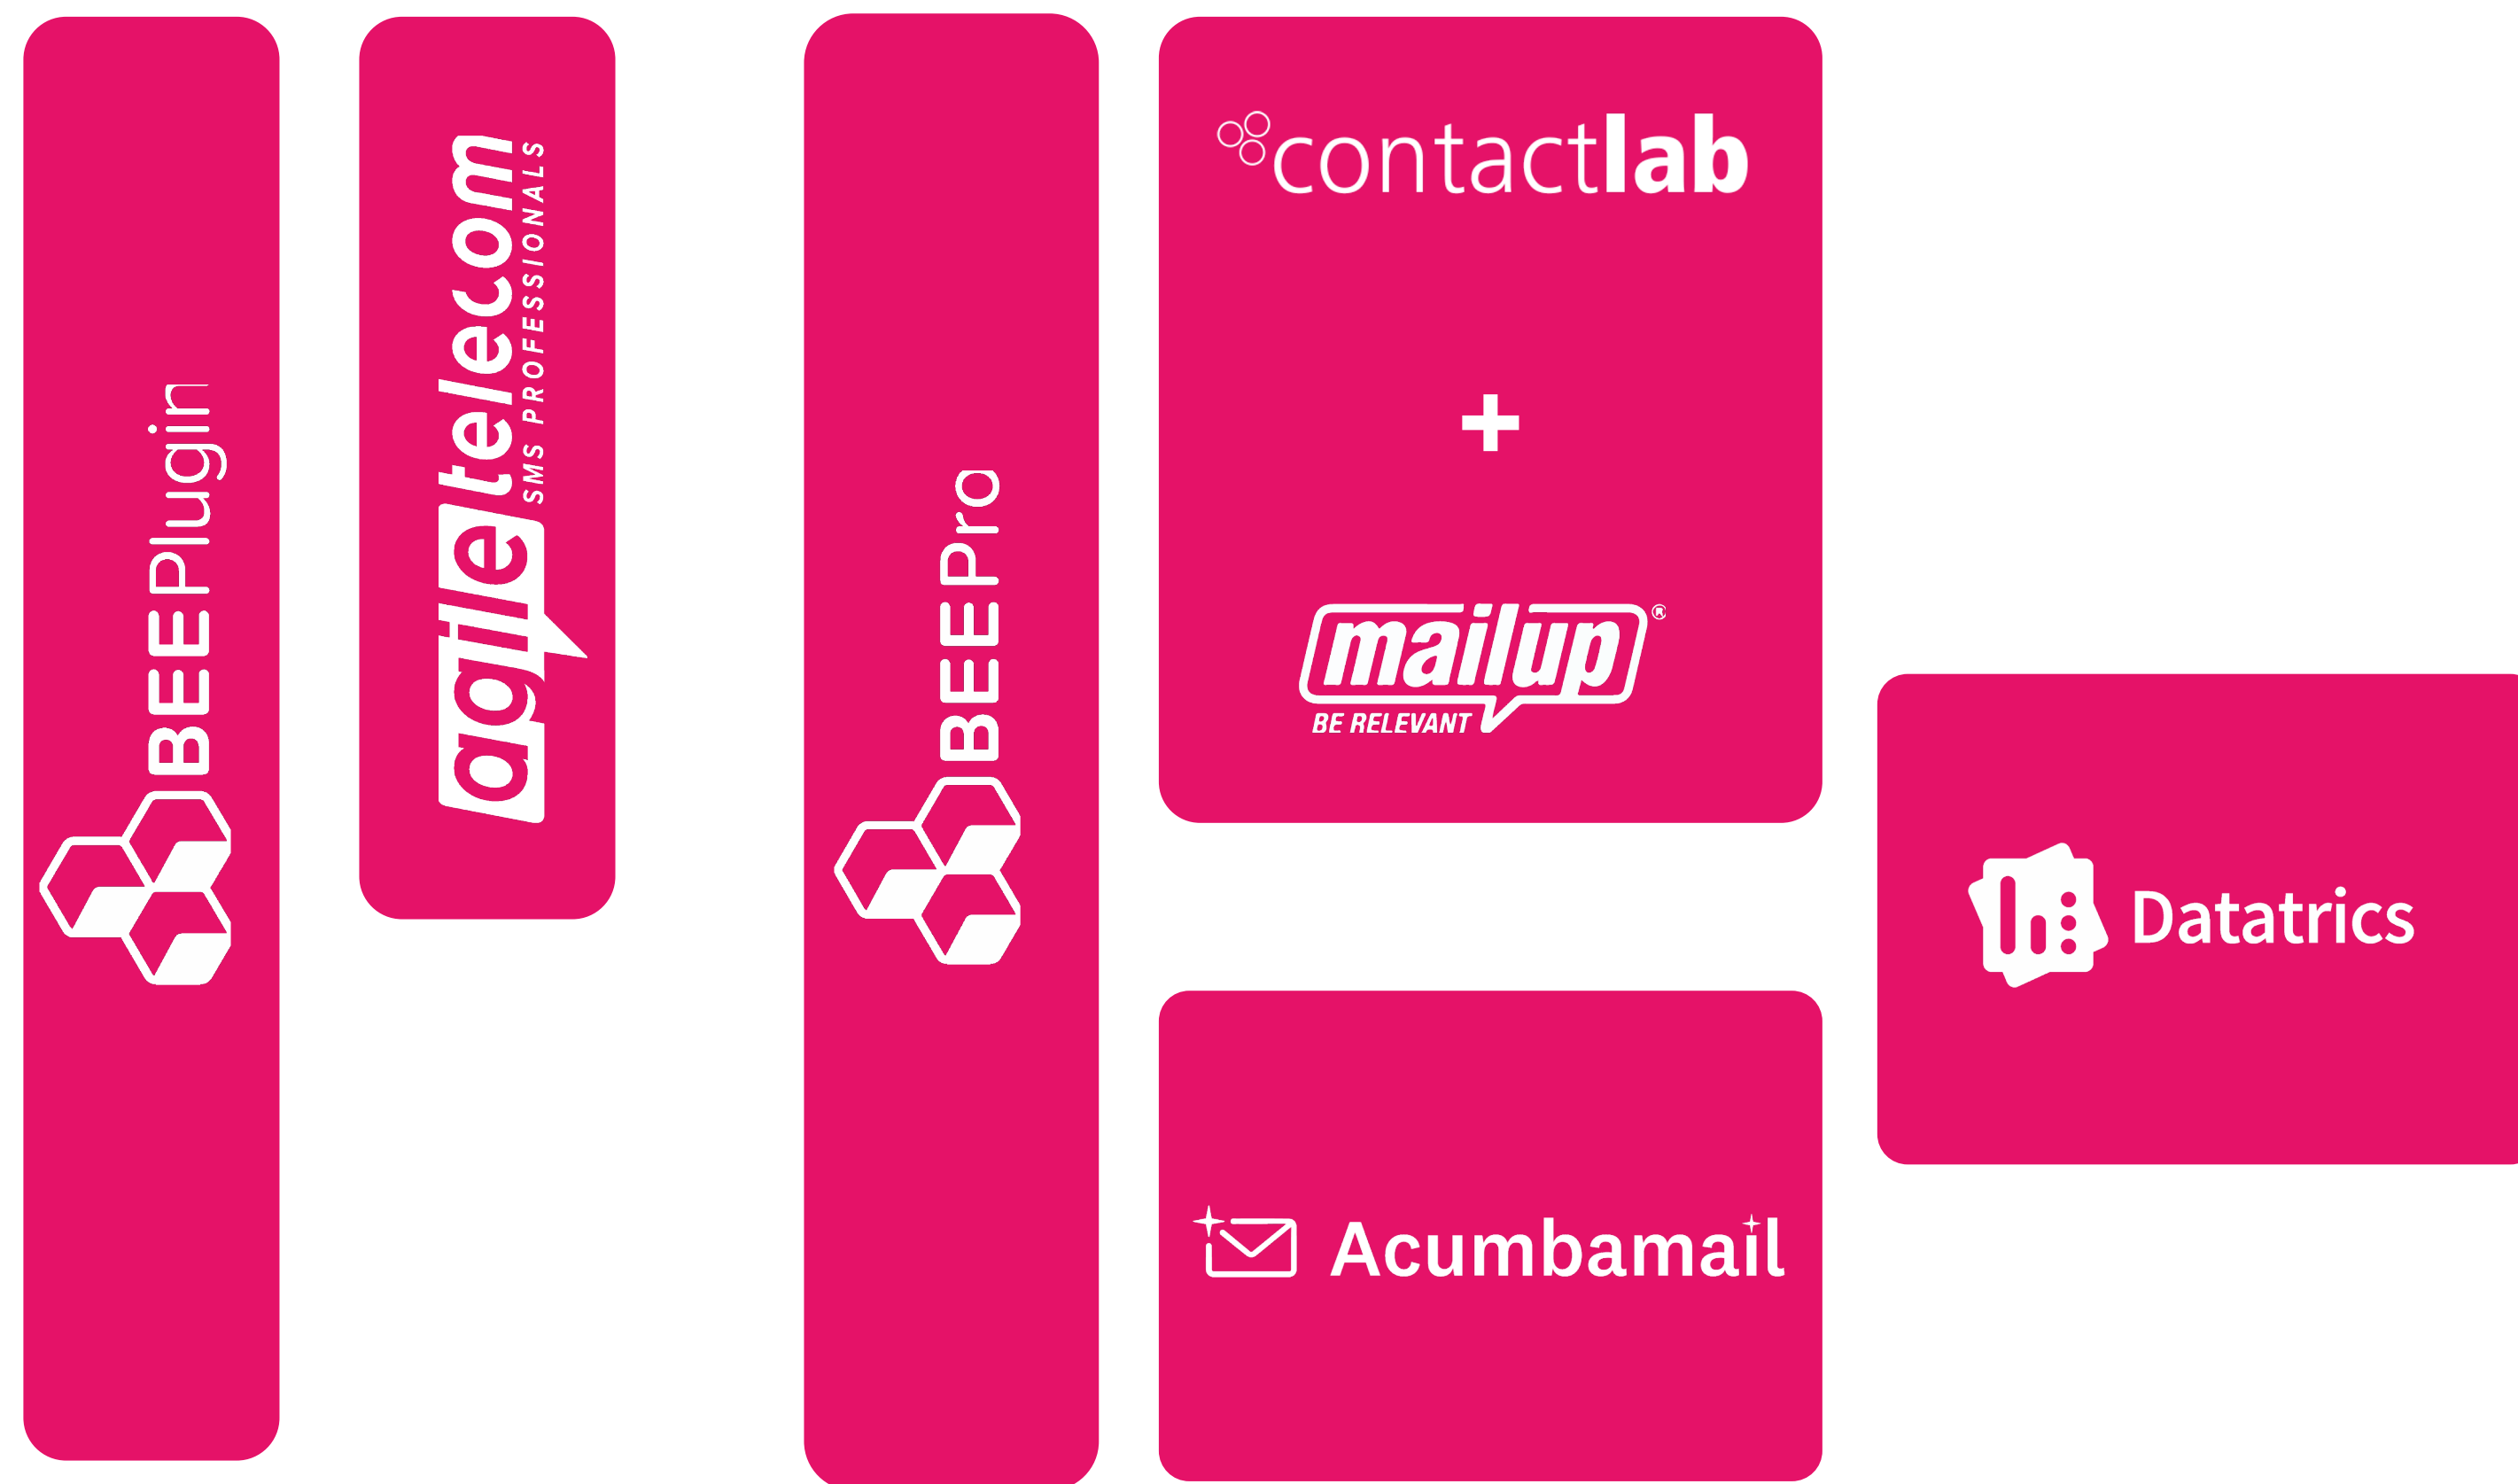 BEEPlugin
agiletelecom
SMS PROFESSIONALS
BEEPro
contactlab
+
mailup®
BE RELEVANT
Datatrics
Acumbamail